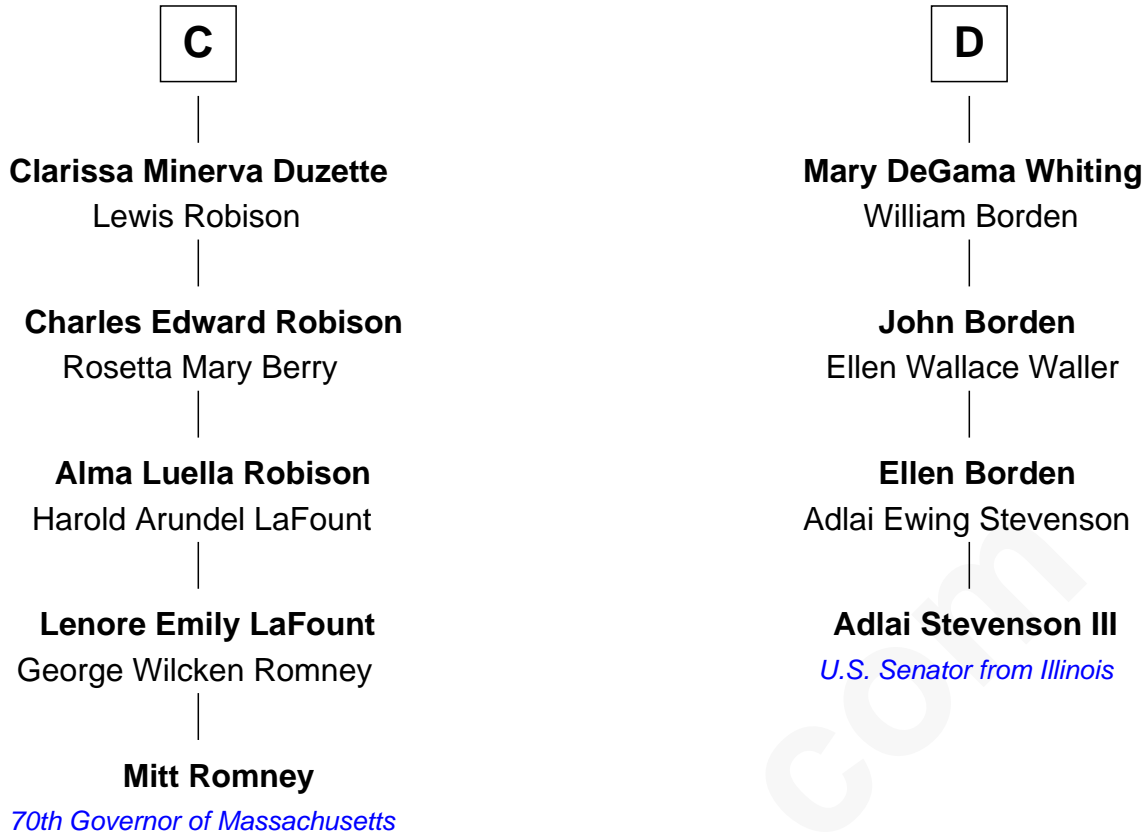 C
Clarissa Minerva Duzette
Lewis Robison
Charles Edward Robison
Rosetta Mary Berry
Alma Luella Robison
Harold Arundel LaFount
Lenore Emily LaFount
George Wilcken Romney
Mitt Romney
70th Governor of Massachusetts
D
Mary DeGama Whiting
William Borden
John Borden
Ellen Wallace Waller
Ellen Borden
Adlai Ewing Stevenson
Adlai Stevenson III
U.S. Senator from Illinois
com